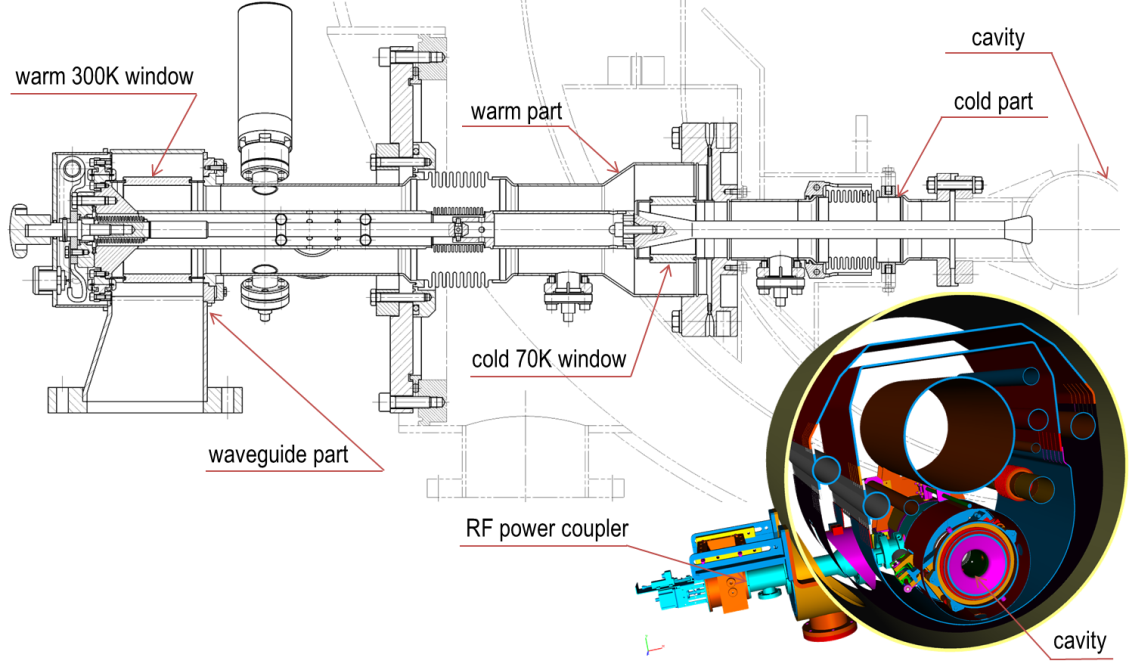 cavity
warm 300K window
cold part
warm part
cold 70K window
waveguide part
RF power coupler
cavity